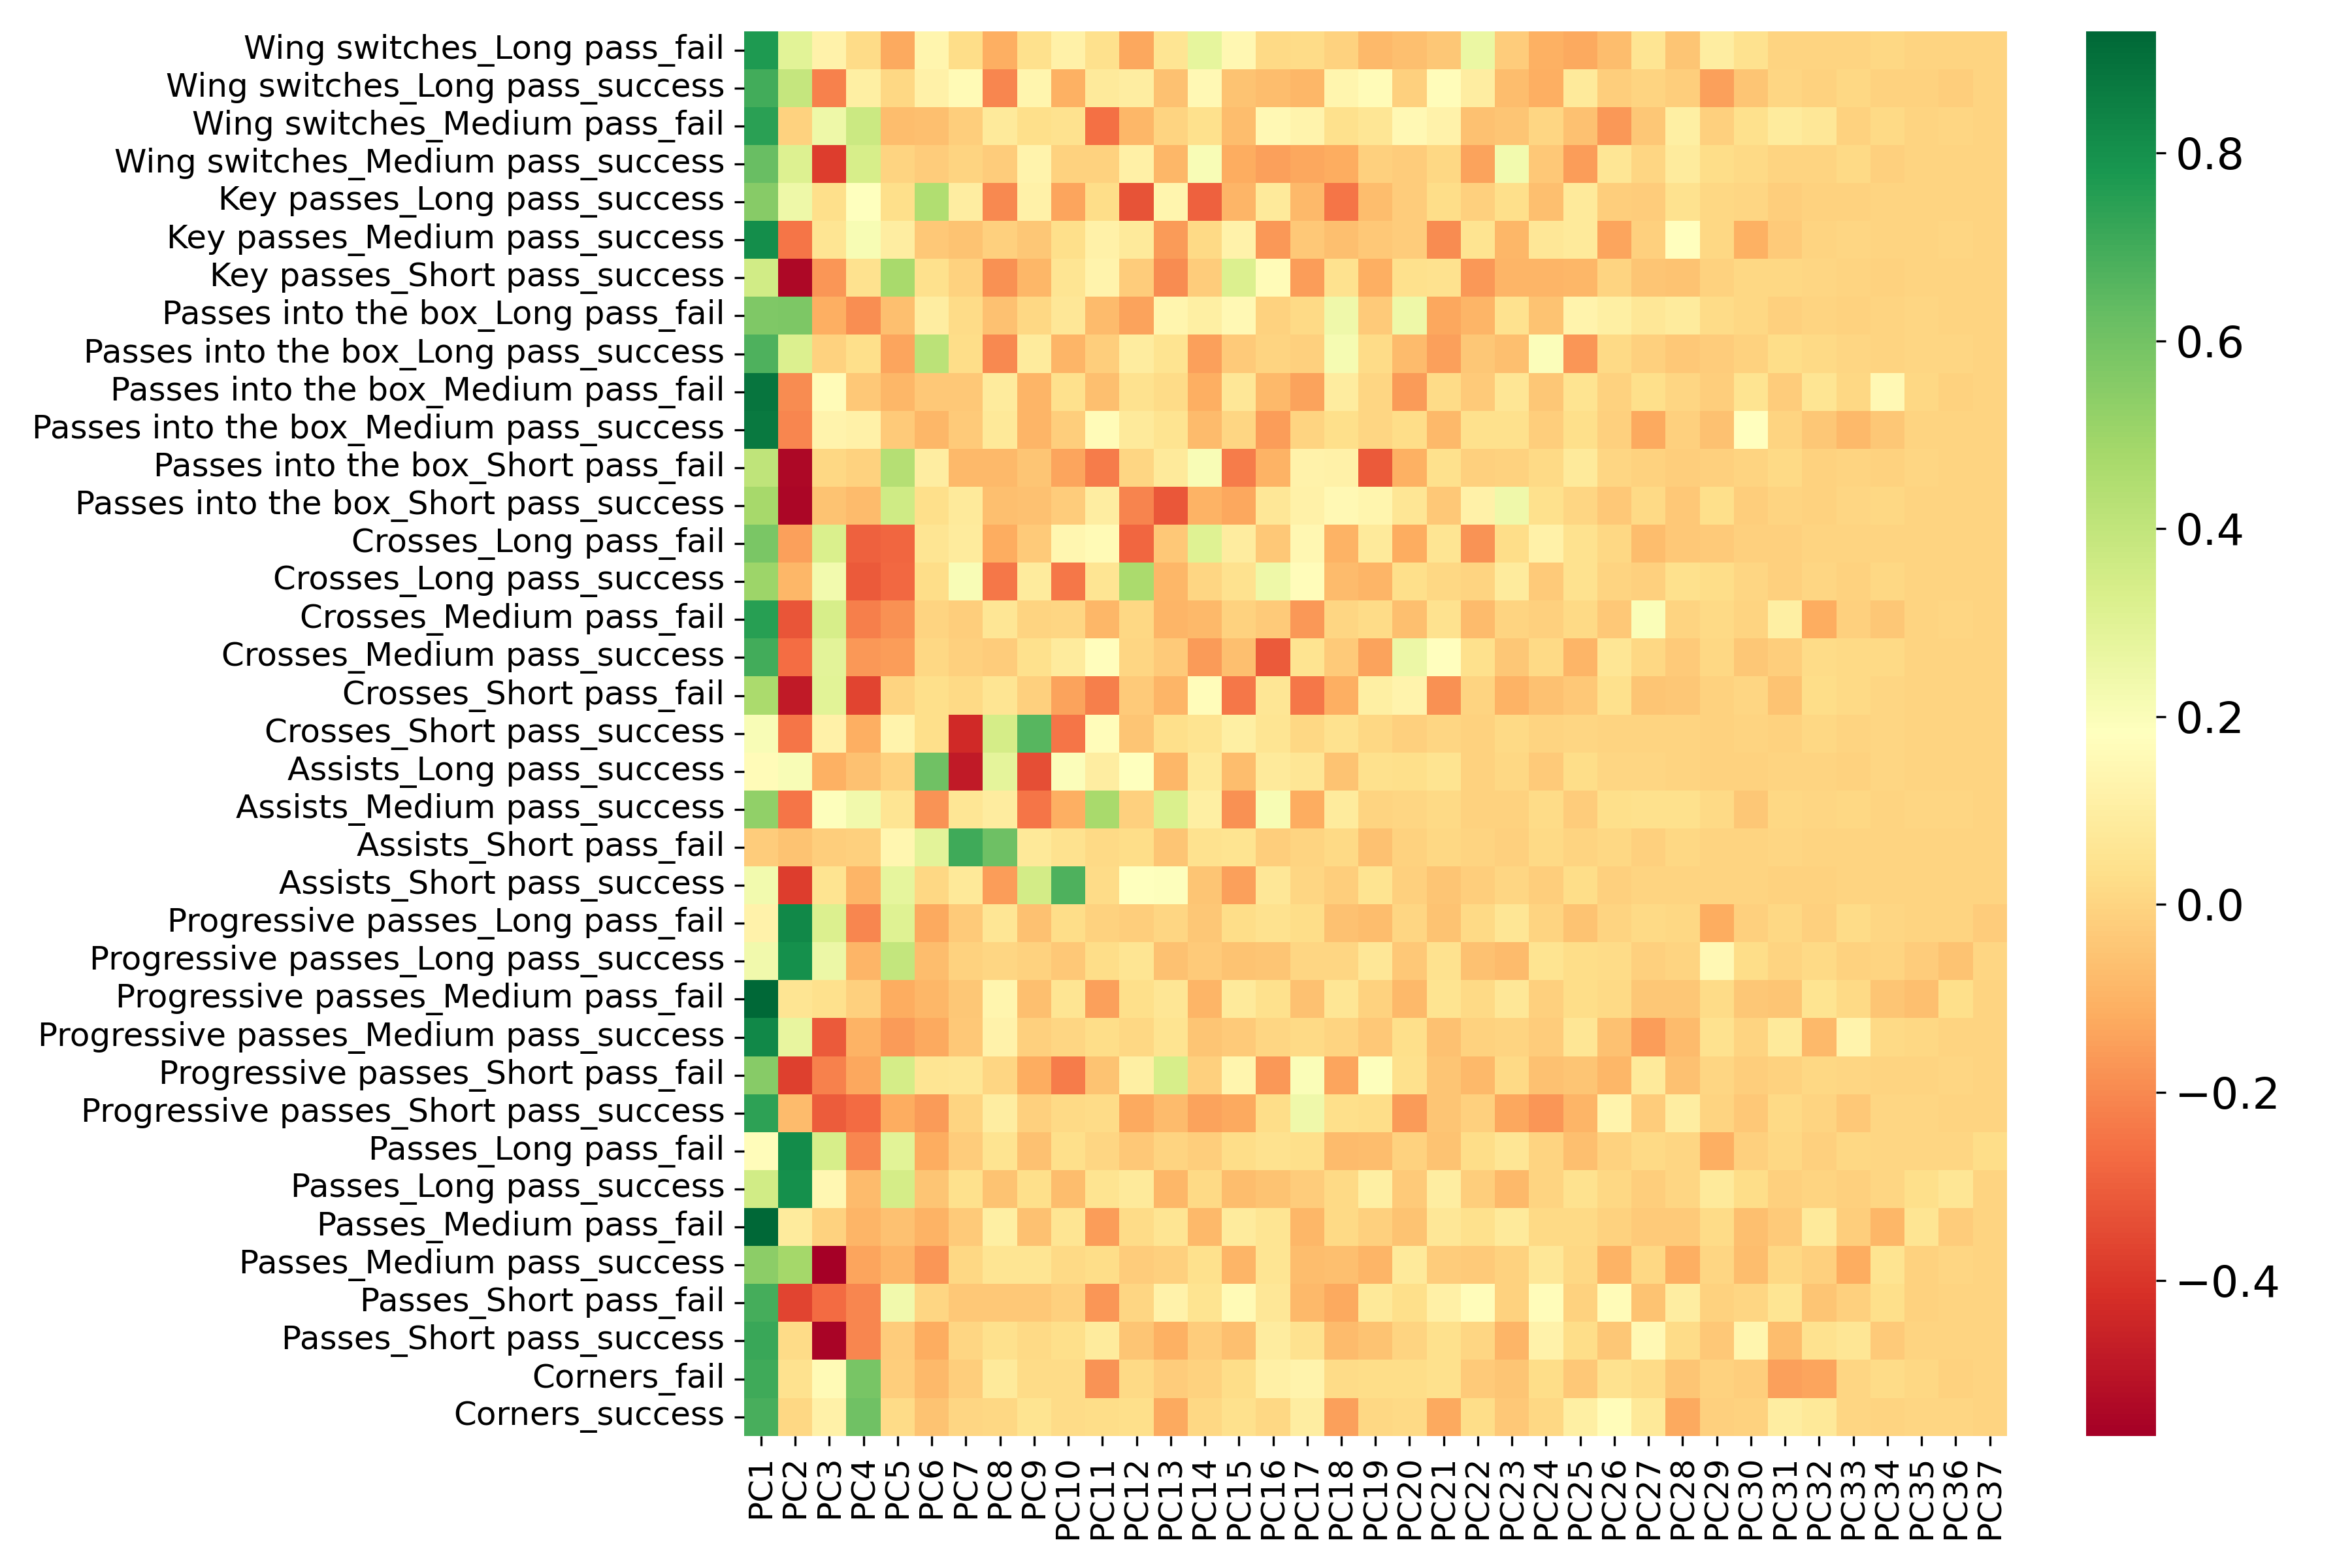 Wing switches_Long pass_fail
Wing switches_Long pass_success
Wing switches_Medium pass_fail
Wing switches_Medium pass_success
Key passes_Long pass_success
Key passes_Medium pass_success
Key passes_Short pass_success
Passes into the box_Long pass_fail
Passes into the box_Long pass_success
Passes into the box_Medium pass_fail
Passes into the box_Medium pass_success
Passes into the box_Short pass_fail
Passes into the box_Short pass_success
Crosses_Long pass_fail
Crosses_Long pass_success
Crosses_Medium pass_fail
Crosses_Medium pass_success
Crosses_Short pass_fail
Crosses_Short pass_success
Assists_Long pass_success
Assists_Medium pass_success
Assists_Short pass_fail
Assists_Short pass_success
Progressive passes_Long pass_fail
Progressive passes_Long pass_success
Progressive passes_Medium pass_fail
Progressive passes_Medium pass_success
Progressive passes_Short pass_fail
Progressive passes_Short pass_success
Passes_Long pass_fail
Passes_Long pass_success
Passes_Medium pass_fail
Passes_Medium pass_success
Passes_Short pass_fail
Passes_Short pass_success
Corners_fail
Corners_success
PC1
PC2
PC3
PC4
PC5
PC6
PC7
PC8
PC9
PC10
PC11
PC12
PC13
PC14
PC15
PC16
PC17
PC18
PC19
PC20
PC21
PC22
PC23
PC24
PC25
PC26
PC27
PC28
PC29
PC30
PC31
PC32
PC33
PC34
PC35
PC36
PC37
0.8
0.6
0.4
0.2
0.0
−0.2
−0.4